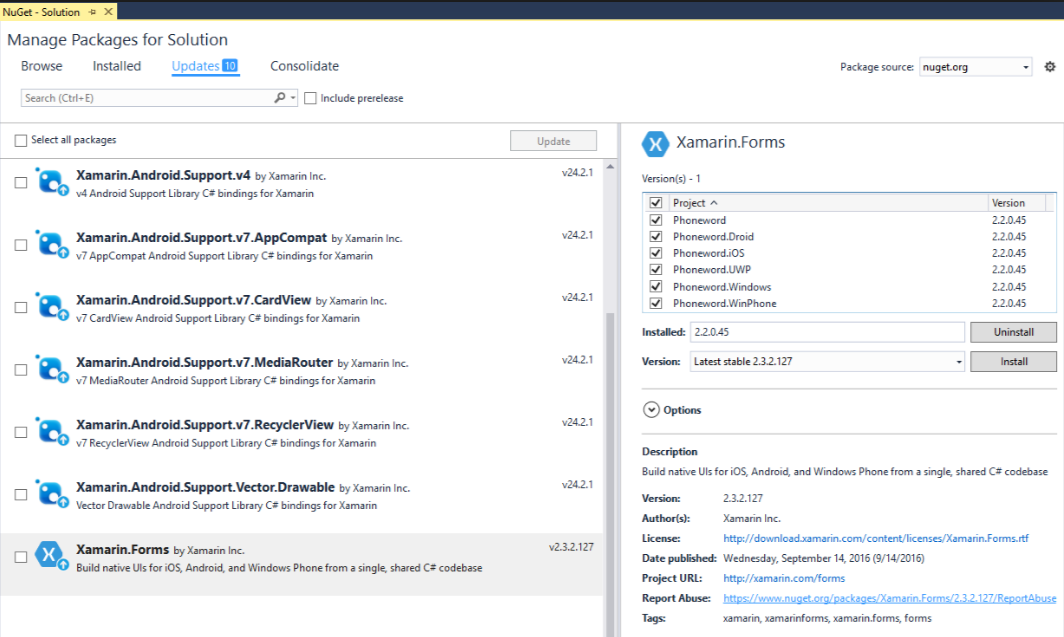 NuGet - Solution
Manage Packages for Solution
Browse Installed Updates 10 Consolidate
Package source: nuget.org
Search (Ctrl+E) Include prerelease
Select all packages Update
Xamarin.Android.Support.v4 by Xamarin Inc. v24.2.1
v4 Android Support Library C# bindings for Xamarin
Xamarin.Android.Support.v7.AppCompat by Xamarin Inc. v24.2.1
v7 AppCompat Android Support Library C# bindings for Xamarin
Xamarin.Android.Support.v7.CardView by Xamarin Inc. v24.2.1
v7 CardView Android Support Library C# bindings for Xamarin
Xamarin.Android.Support.v7.MediaRouter by Xamarin Inc. v24.2.1
v7 MediaRouter Android Support Library C# bindings for Xamarin
Xamarin.Android.Support.v7.RecyclerView by Xamarin Inc. v24.2.1
v7 RecyclerView Android Support Library C# bindings for Xamarin
Xamarin.Android.Support.Vector.Drawable by Xamarin Inc. v24.2.1
Vector Drawable Android Support Library C# bindings for Xamarin
Xamarin.Forms by Xamarin Inc. v2.3.2.127
Build native UIs for iOS, Android, and Windows Phone from a single, shared C# codebase
Xamarin.Forms
Version(s) - 1
Project Version
Phoneword 2.2.0.45
Phoneword.Droid 2.2.0.45
Phoneword.iOS 2.2.0.45
Phoneword.UWP 2.2.0.45
Phoneword.Windows 2.2.0.45
Phoneword.WinPhone 2.2.0.45
Installed: 2.2.0.45 Uninstall
Version: Latest stable 2.3.2.127 Install
Options
Description
Build native UIs for iOS, Android, and Windows Phone from a single, shared C# codebase
Version: 2.3.2.127
Author(s): Xamarin Inc.
License: http://download.xamarin.com/content/licenses/Xamarin.Forms.rtf
Date published: Wednesday, September 14, 2016 (9/14/2016)
Project URL: http://xamarin.com/forms
Report Abuse: https://www.nuget.org/packages/Xamarin.Forms/2.3.2.127/ReportAbuse
Tags: xamarin, xamarinforms, xamarin.forms, forms